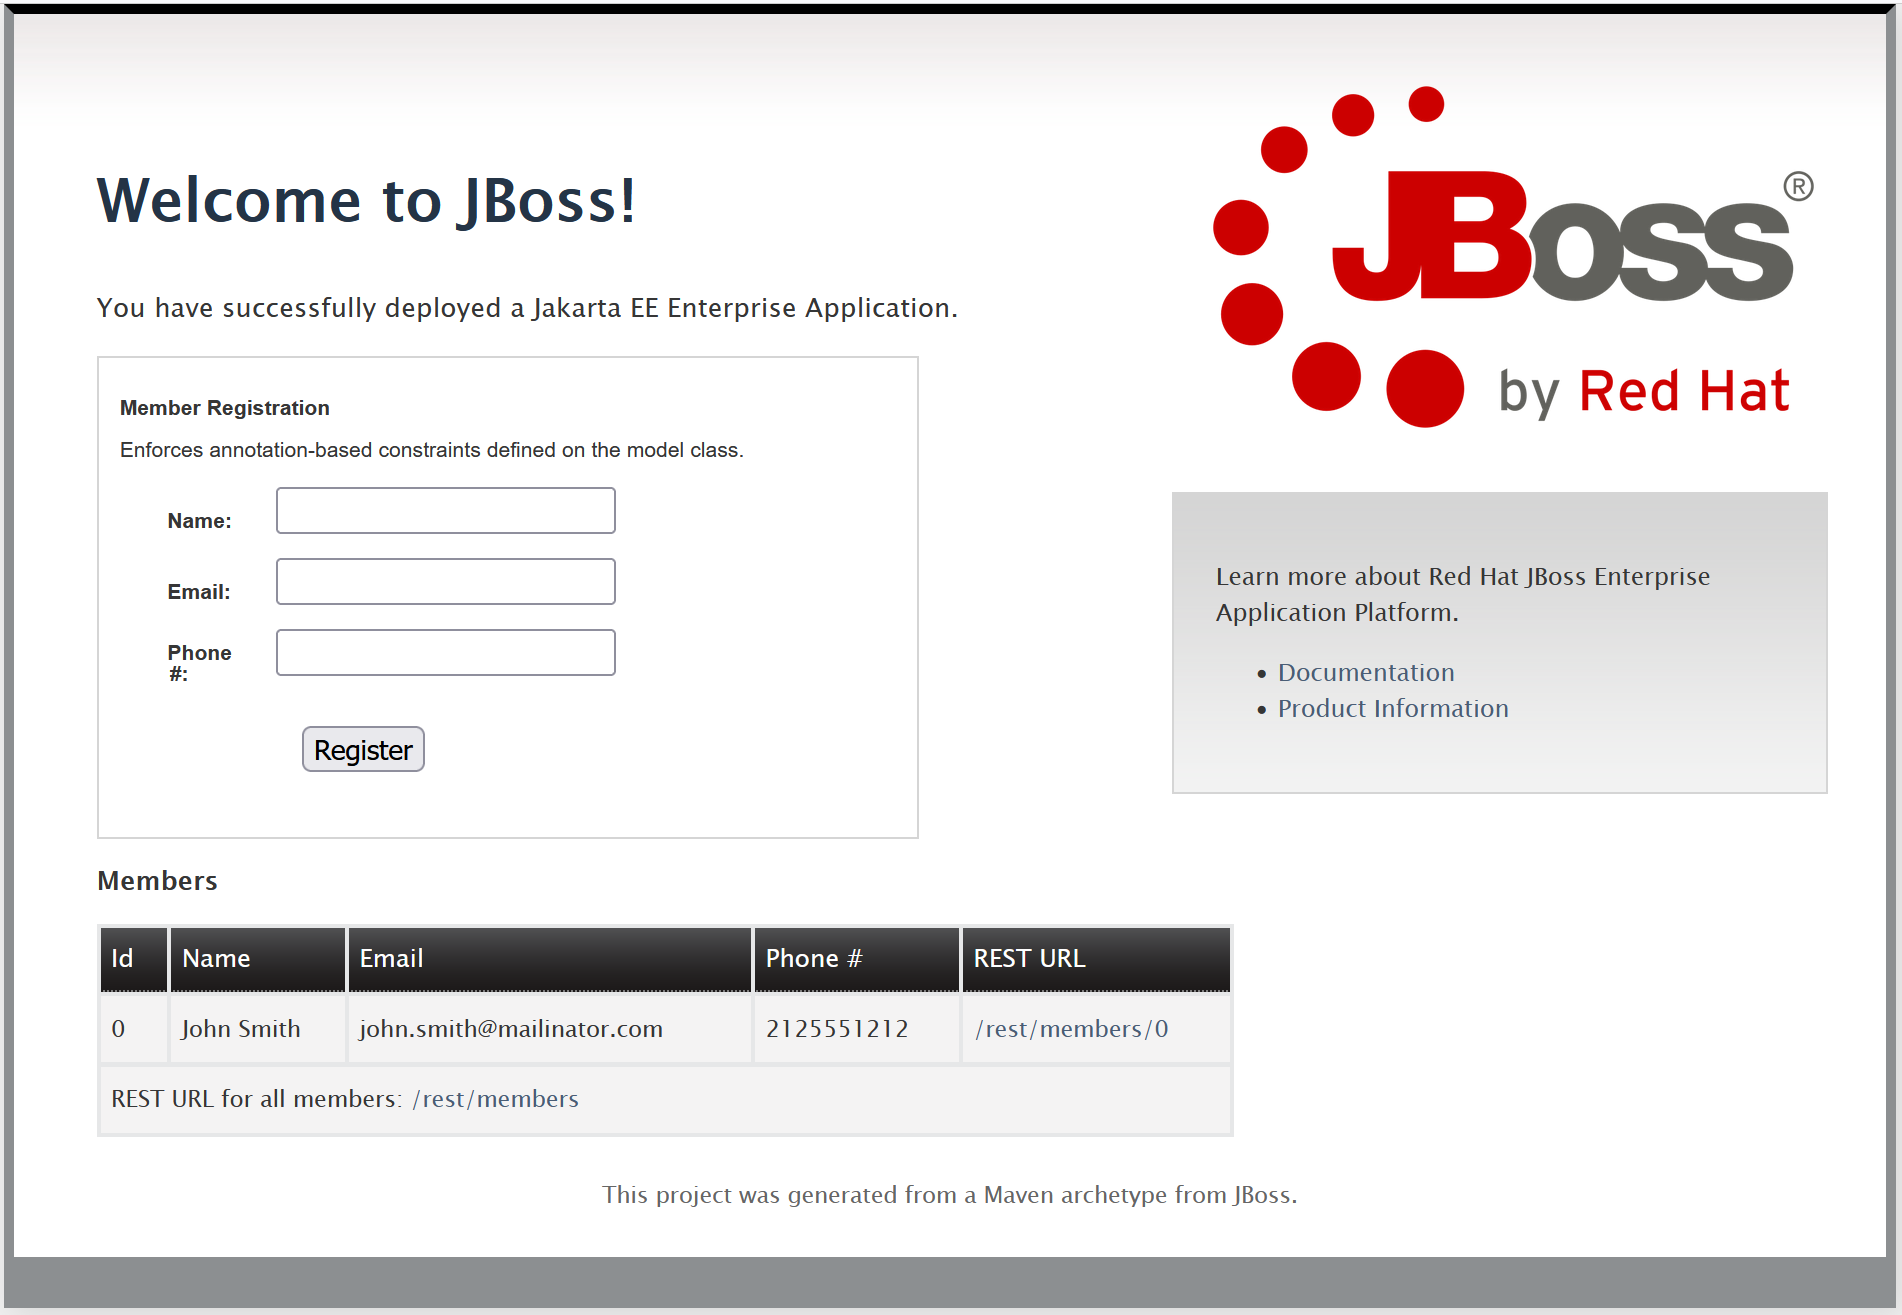 Welcome to JBoss!
You have successfully deployed a Jakarta EE Enterprise Application.
Member Registration
Enforces annotation-based constraints defined on the model class.
Name:
Email:
Phone
#:
Register
JBoss®
by Red Hat
Learn more about Red Hat JBoss Enterprise
Application Platform.
• Documentation
• Product Information
Members
Id Name Email Phone # REST URL
0 John Smith john.smith@mailinator.com 2125551212 /rest/members/0
REST URL for all members: /rest/members
This project was generated from a Maven archetype from JBoss.